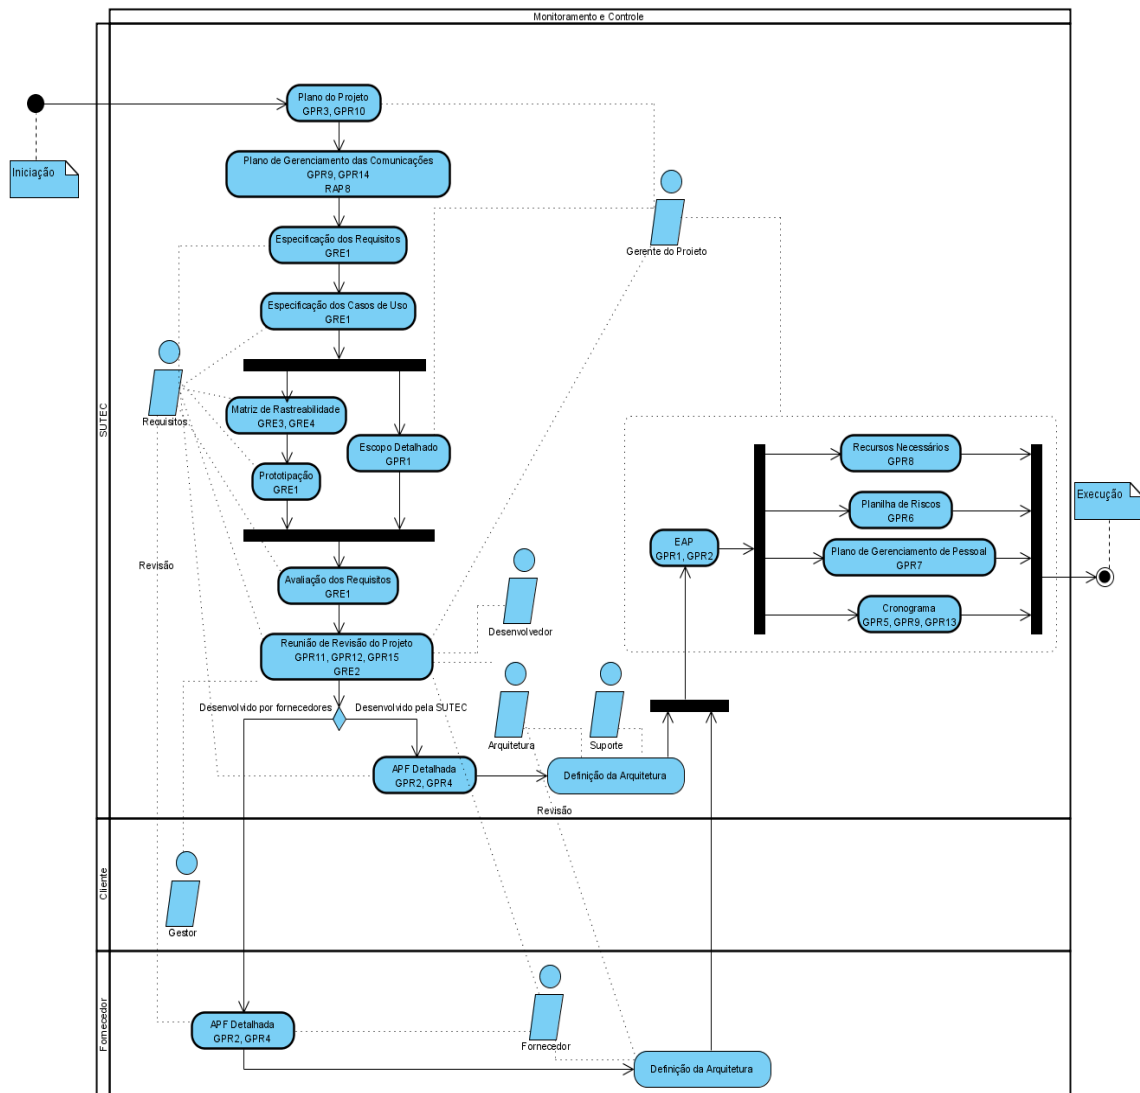 Monitoramento e Controle
Plano do Projeto
GPR3, GPR10
Iniciação
Plano de Gerenciamento das Comunicações
GPR9, GPR14
RAP8
Especificação dos Requisitos
GRE1
Gerente do Projeto
Especificação dos Casos de Uso
GRE1
SUTEC
Requisitos
Matriz de Rastreabilidade
GRE3, GRE4
Escopo Detalhado
GPR1
Prototipação
GRE1
Recursos Necessários
GPR8
Execução
Planilha de Riscos
GPR6
EAP
GPR1, GPR2
Plano de Gerenciamento de Pessoal
GPR7
Revisão
Avaliação dos Requisitos
GRE1
Cronograma
GPR5, GPR9, GPR13
Desenvolvedor
Reunião de Revisão do Projeto
GPR11, GPR12, GPR15
GRE2
Desenvolvido por fornecedores
Desenvolvido pela SUTEC
Arquitetura
Suporte
APF Detalhada
GPR2, GPR4
Definição da Arquitetura
Revisão
Cliente
Gestor
Fornecedor
APF Detalhada
GPR2, GPR4
Fornecedor
Definição da Arquitetura